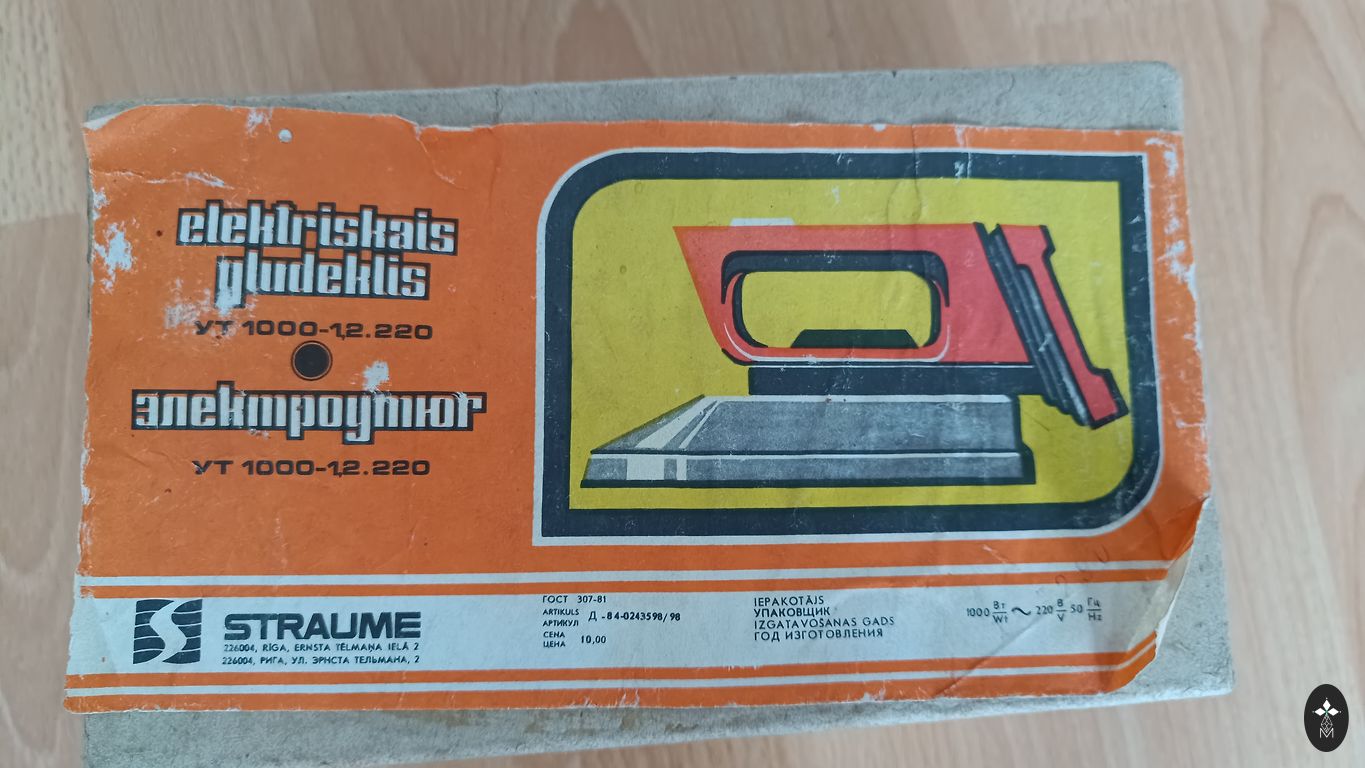 elektriskais
gludeklis
УТ 1000-1,2.220
электроутюг
УТ 1000-1,2.220
STRAUME
226004, RĪGA, ERNSTA TĒLMAŅA IELĀ 2
226004, РИГА, УЛ. ЭРНСТА ТЕЛЬМАНА, 2
ГОСТ 307-81
ARTIKULS
АРТИКУЛ Д -84-0243598/98
CENA
ЦЕНА 10,00
IEPAKOTĀJS
УПАКОВЩИК
IZGATAVOŠANAS GADS
ГОД ИЗГОТОВЛЕНИЯ
1000 Вт/Wt ~ 220 В/V 50 Гц/Hz
M